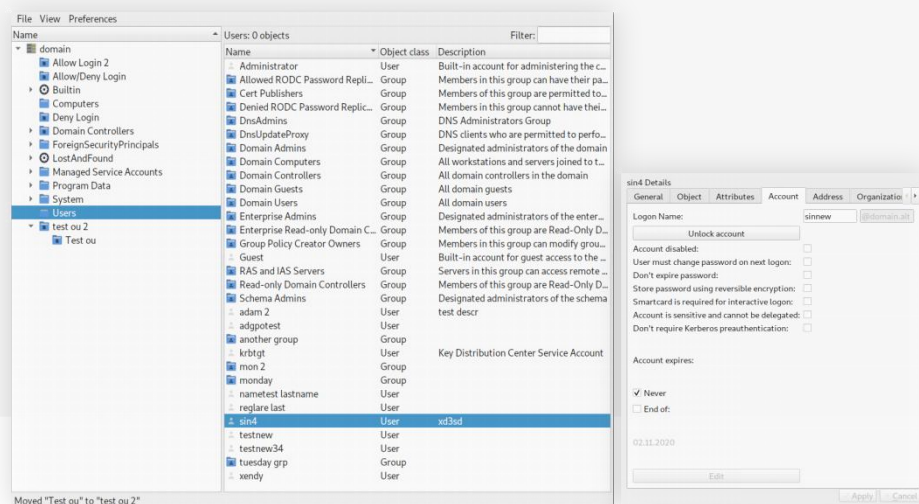 File View Preferences
Name
domain
Allow Login 2
Allow/Deny Login
Builtin
Computers
Deny Login
Domain Controllers
ForeignSecurityPrincipals
LostAndFound
Managed Service Accounts
Program Data
System
Users
test ou 2
Test ou
Users: 0 objects Filter:
Name Object class Description
Administrator User Built-in account for administering the c...
Allowed RODC Password Repli... Group Members in this group can have their pa...
Cert Publishers Group Members of this group are permitted to...
Denied RODC Password Replic... Group Members in this group cannot have thei...
DnsAdmins Group DNS Administrators Group
DnsUpdateProxy Group DNS clients who are permitted to perfo...
Domain Admins Group Designated administrators of the domain
Domain Computers Group All workstations and servers joined to t...
Domain Controllers Group All domain controllers in the domain
Domain Guests Group All domain guests
Domain Users Group All domain users
Enterprise Admins Group Designated administrators of the enter...
Enterprise Read-only Domain C... Group Members of this group are Read-Only D...
Group Policy Creator Owners Group Members in this group can modify grou...
Guest User Built-in account for guest access to the ...
RAS and IAS Servers Group Servers in this group can access remote ...
Read-only Domain Controllers Group Members of this group are Read-Only D...
Schema Admins Group Designated administrators of the schema
adam 2 User test descr
adgpotest User
another group Group
krbtgt User Key Distribution Center Service Account
mon 2 Group
monday Group
nametest lastname User
reglare last User
sin4 User xd3sd
testnew User
testnew34 User
tuesday grp Group
xendy User
Moved "Test ou" to "test ou 2"
sin4 Details
General Object Attributes Account Address Organization
Logon Name: sinnew @domain.alt
Unlock account
Account disabled:
User must change password on next logon:
Don't expire password:
Store password using reversible encryption:
Smartcard is required for interactive logon:
Account is sensitive and cannot be delegated:
Don't require Kerberos preauthentication:
Account expires:
Never
End of:
02.11.2020
Edit
Apply Cancel